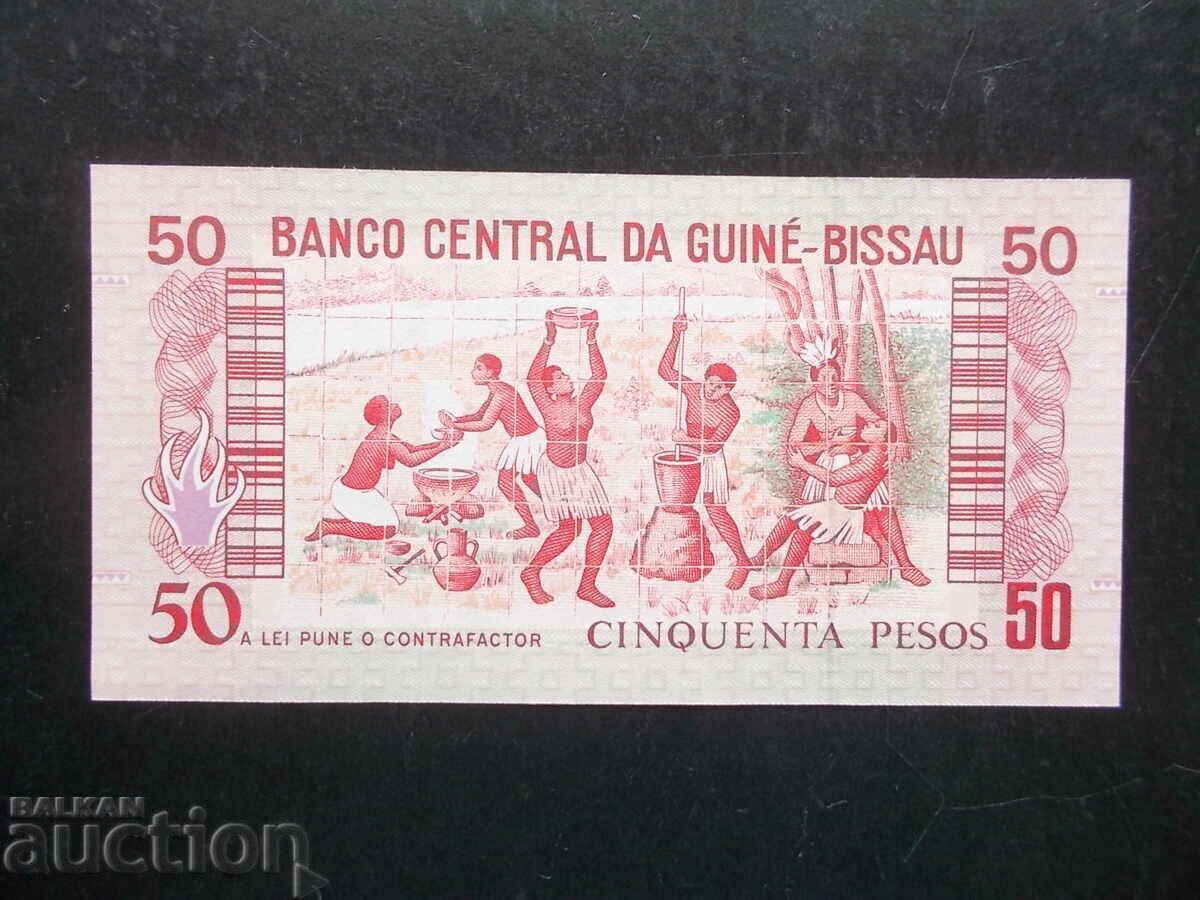 50 BANCO CENTRAL DA GUINÉ-BISSAU 50
50 A LEI PUNE O CONTRAFACTOR CINQUENTA PESOS 50
BALKAN
auction